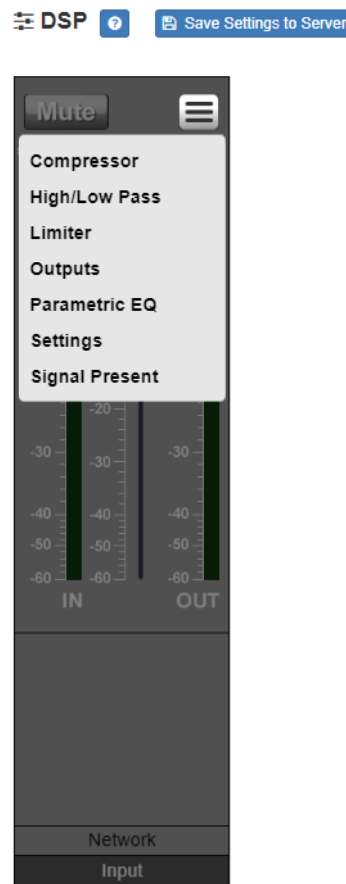 DSP ? Save Settings to Server
Mute
Compressor
High/Low Pass
Limiter
Outputs
Parametric EQ
Settings
Signal Present
-20
-30 -30 -30
-40 -40 -40
-50 -50 -50
-60 -60 -60
IN OUT
Network
Input